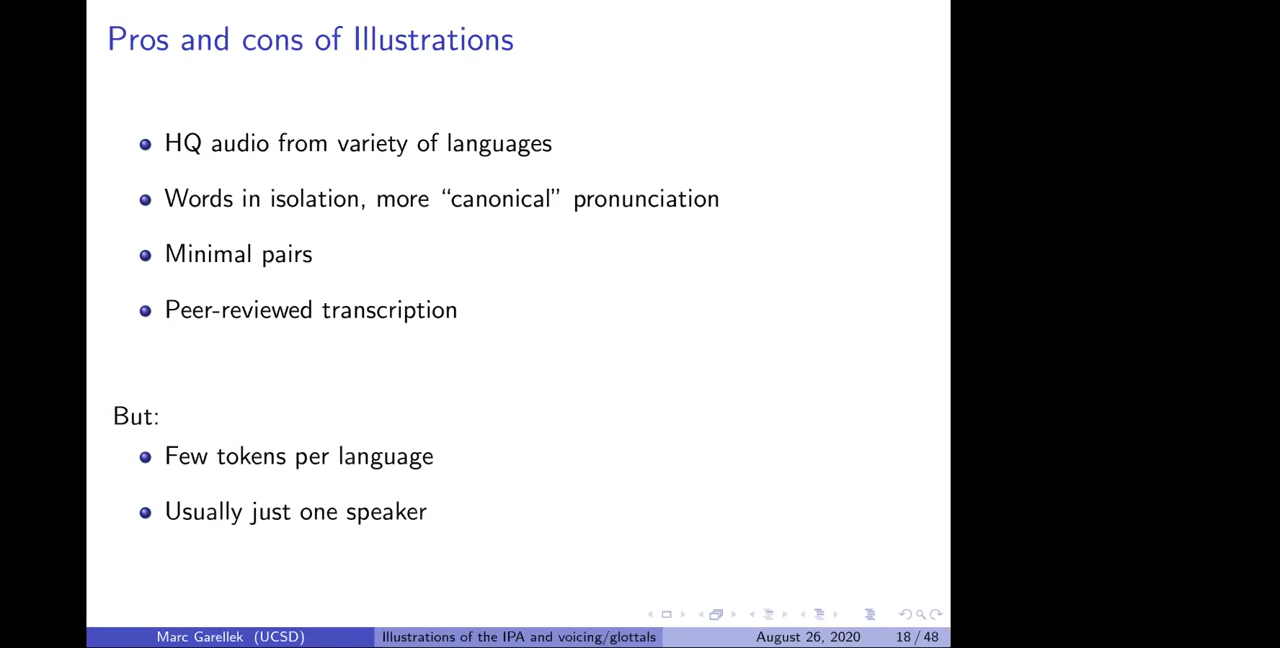 Pros and cons of Illustrations
HQ audio from variety of languages
Words in isolation, more “canonical” pronunciation
Minimal pairs
Peer-reviewed transcription
But:
Few tokens per language
Usually just one speaker
Marc Garellek (UCSD) Illustrations of the IPA and voicing/glottals August 26, 2020 18 / 48